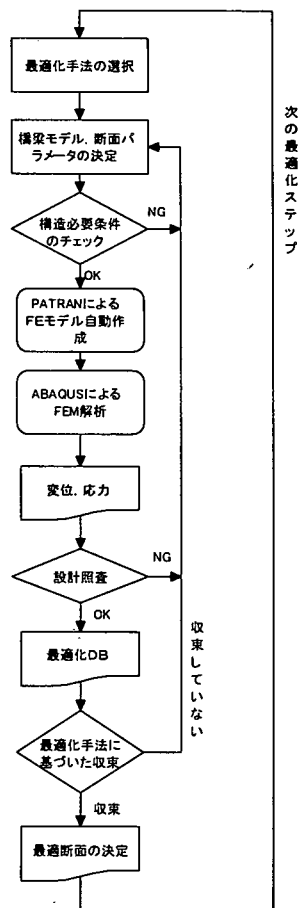 最適化手法の選択
橋梁モデル、断面パ
ラメータの決定
構造必要条件
のチェック
NG
OK
PATRANによる
FEモデル自動作
成
ABAQUSによる
FEM解析
変位、応力
設計照査
NG
OK
最適化DB
最適化手法に
基づいた収束
収束
最適断面の決定
収束していない
次の最適化ステップ